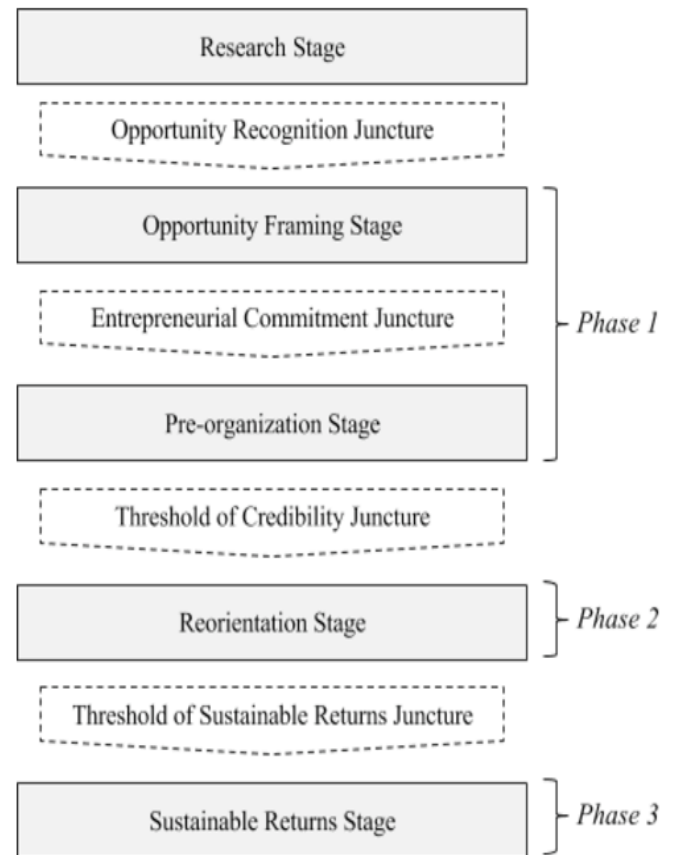 Research Stage
Opportunity Recognition Juncture
Opportunity Framing Stage
Entrepreneurial Commitment Juncture
Phase 1
Pre-organization Stage
Threshold of Credibility Juncture
Reorientation Stage
Phase 2
Threshold of Sustainable Returns Juncture
Sustainable Returns Stage
Phase 3